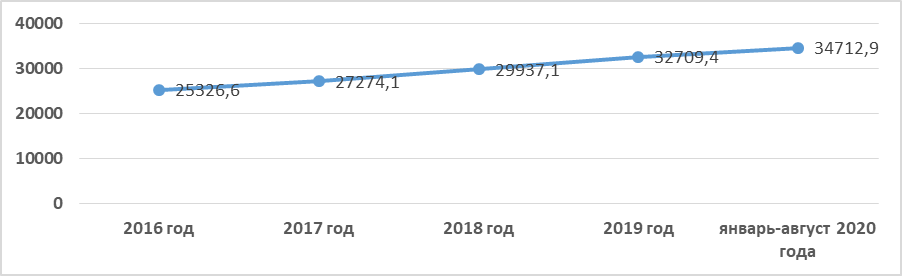 40000
30000
20000
10000
0
25326,6
27274,1
29937,1
32709,4
34712,9
2016 год
2017 год
2018 год
2019 год
январь-август 2020
года